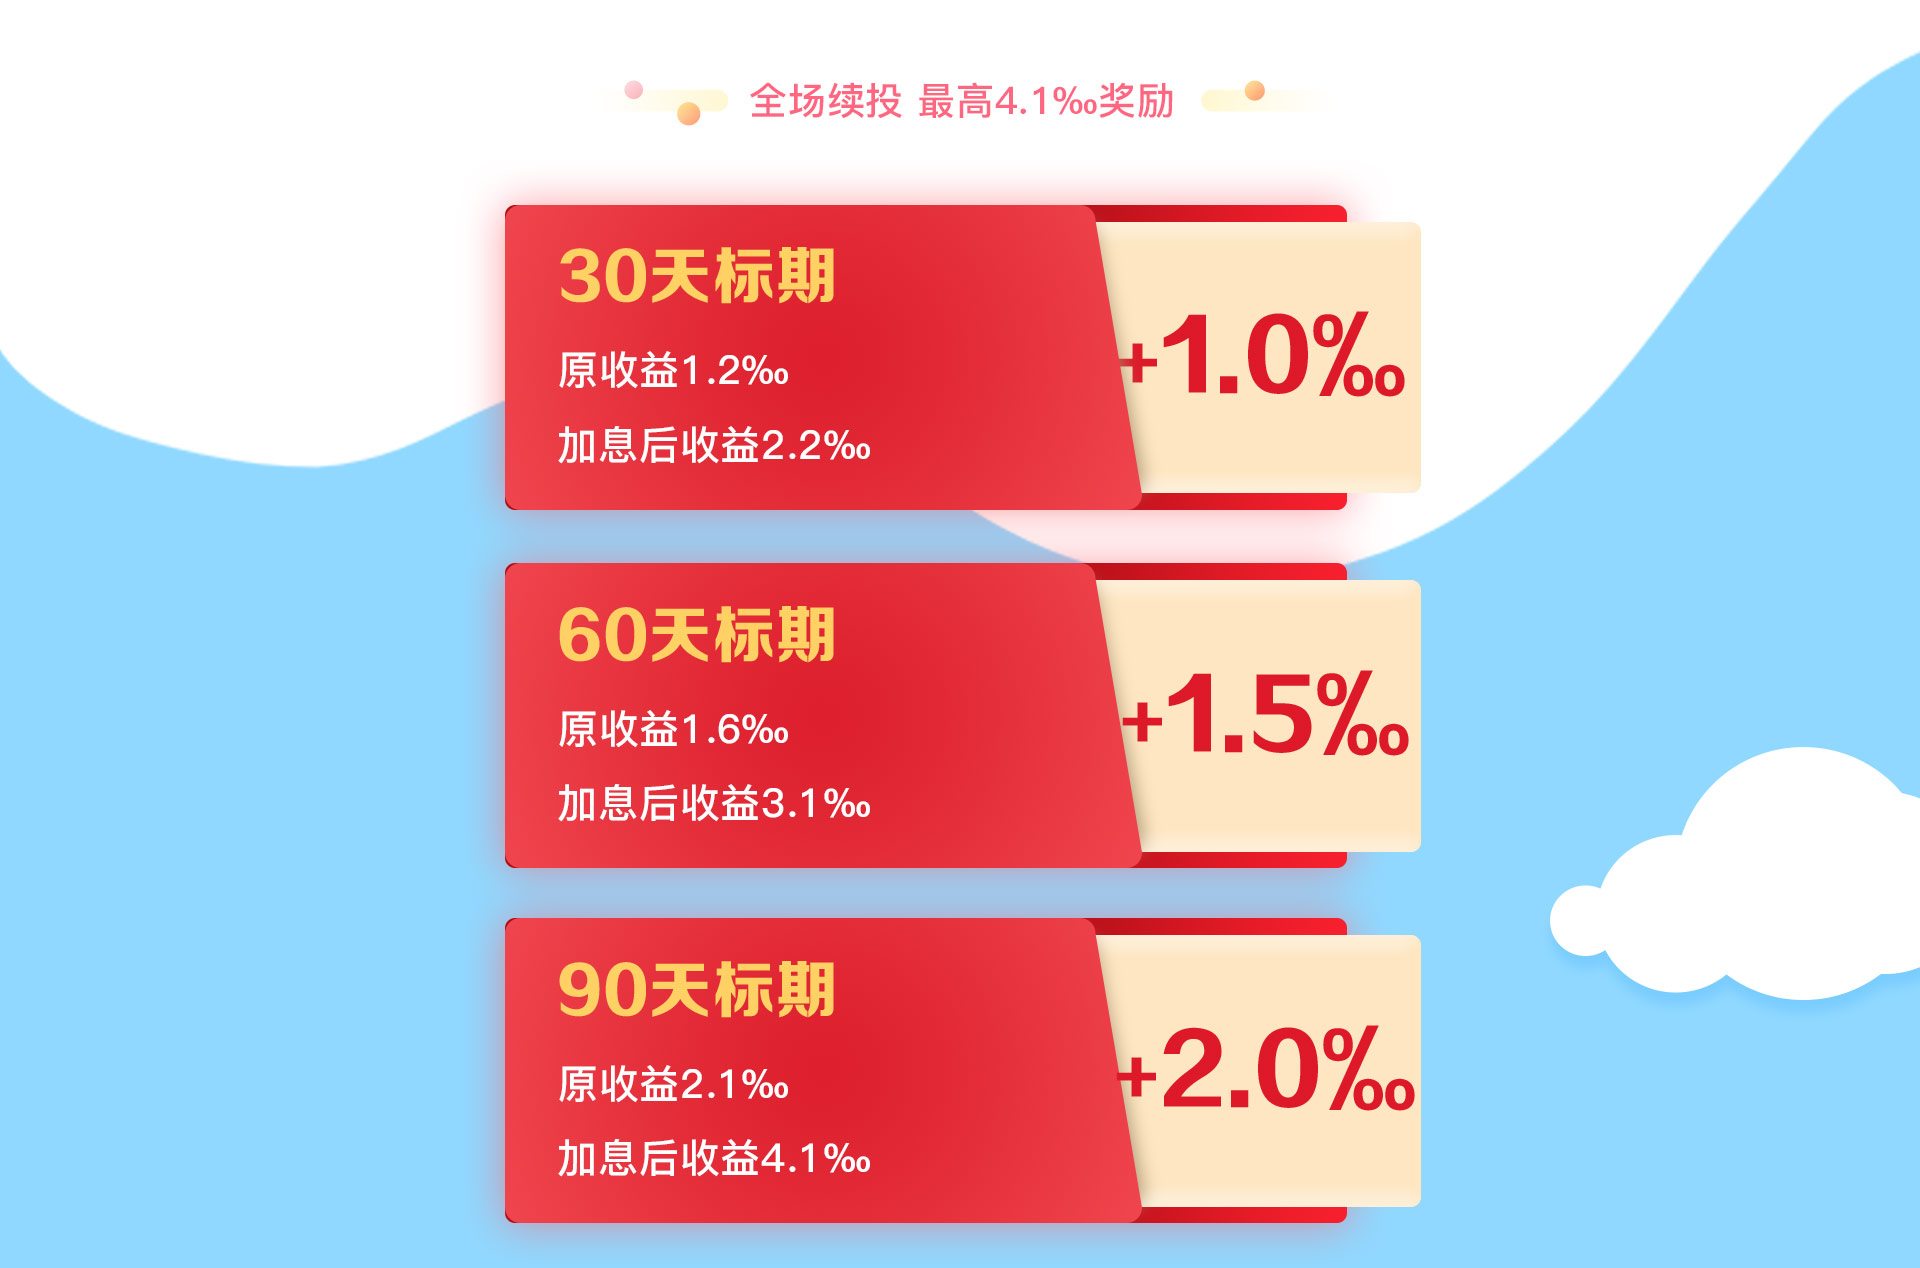 全场续投 最高4.1‰奖励
30天标期
原收益1.2‰
加息后收益2.2‰
+1.0‰
60天标期
原收益1.6‰
加息后收益3.1‰
+1.5‰
90天标期
原收益2.1‰
加息后收益4.1‰
+2.0‰